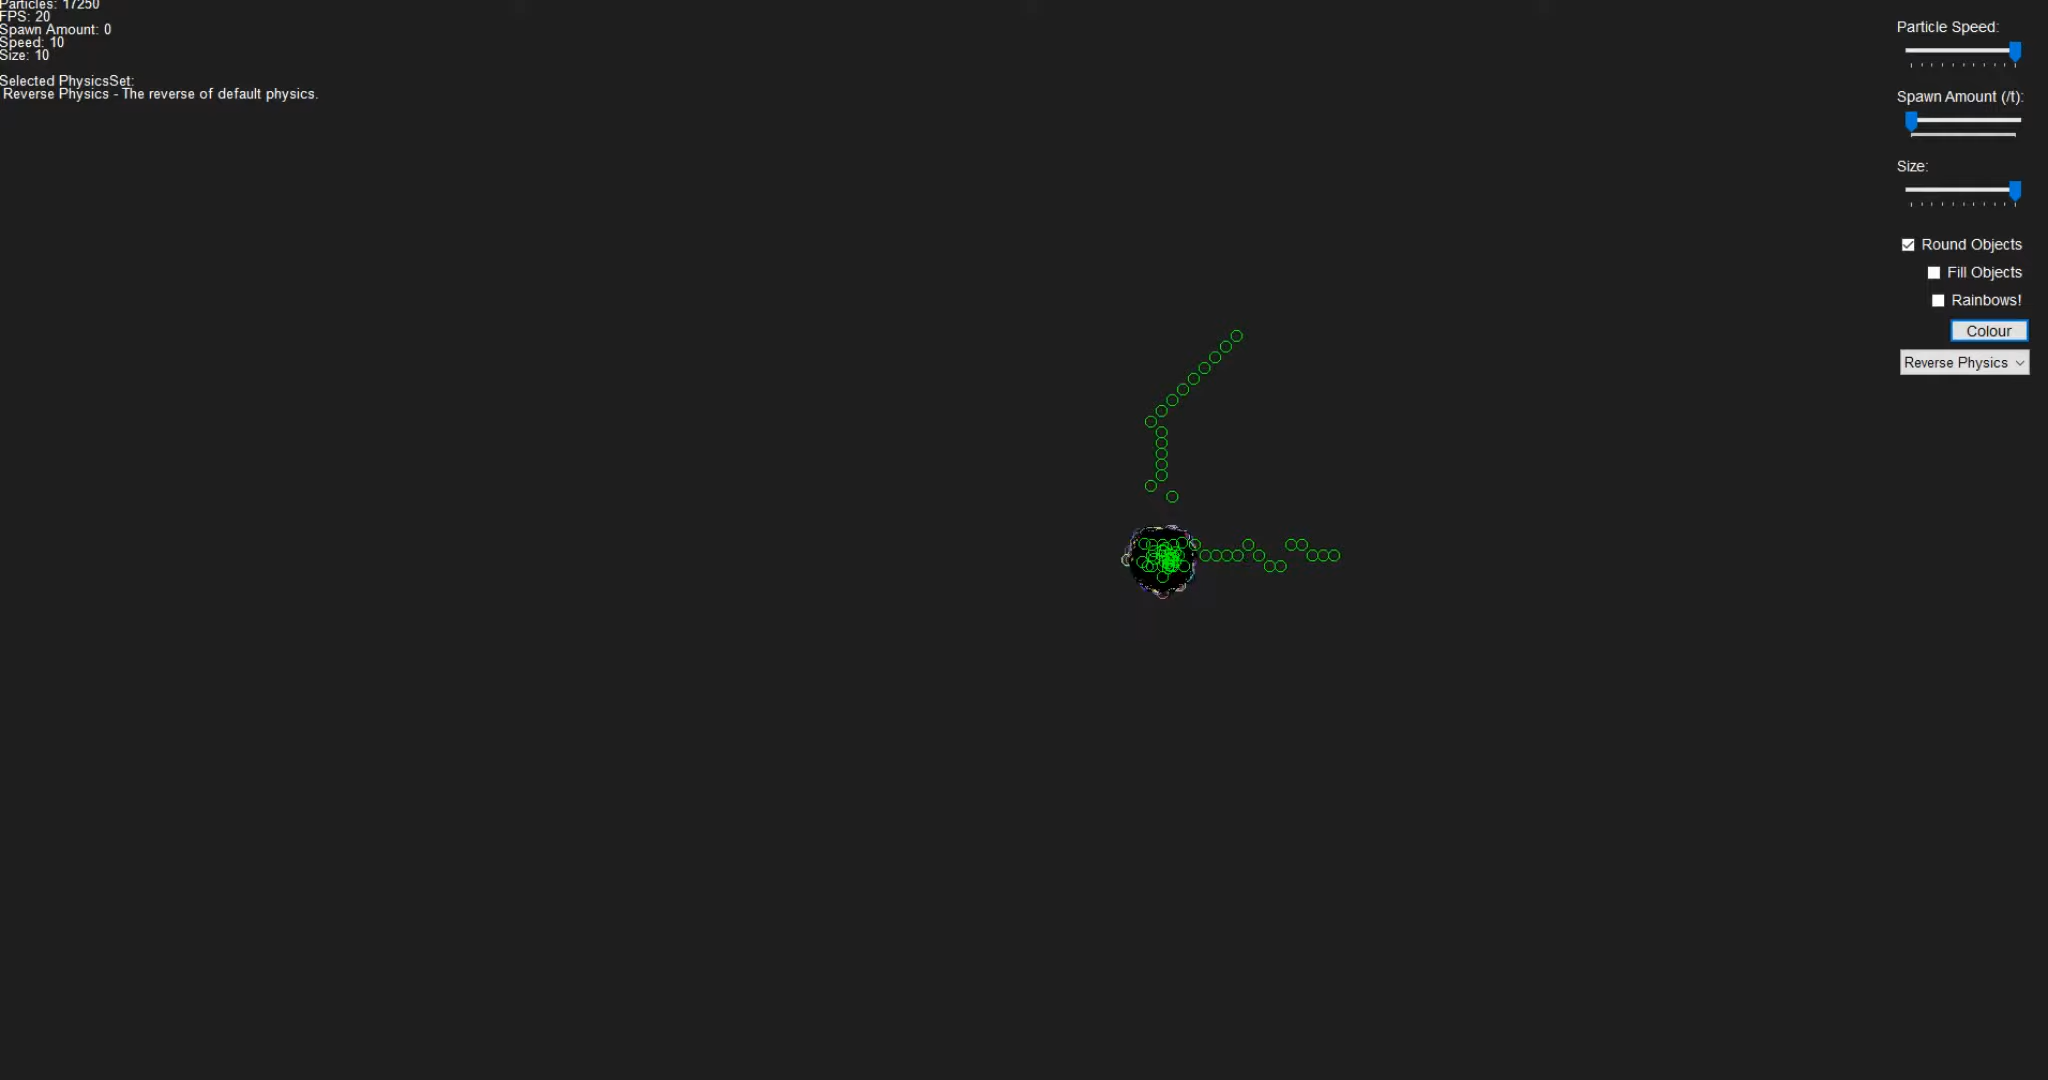 Particles: 17250
FPS: 20
Spawn Amount: 0
Speed: 10
Size: 10
Selected PhysicsSet:
Reverse Physics - The reverse of default physics.
Particle Speed:
Spawn Amount (/t):
Size:
Round Objects
Fill Objects
Rainbows!
Colour
Reverse Physics